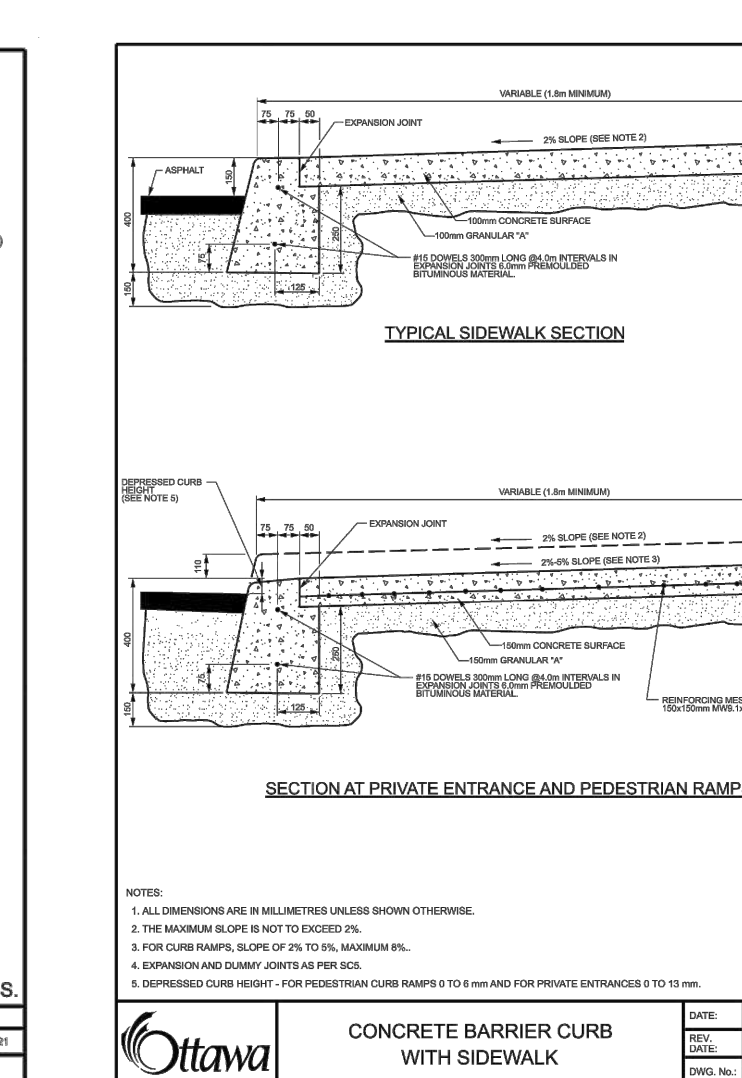 VARIABLE (1.8m MINIMUM)
75 75 50
EXPANSION JOINT
2% SLOPE (SEE NOTE 2)
ASPHALT
150
400
250
100mm CONCRETE SURFACE
100mm GRANULAR "A"
75
#15 DOWELS 300mm LONG @4.0m INTERVALS IN
EXPANSION JOINTS 6.0mm PREMOULDED
BITUMINOUS MATERIAL.
150
125
TYPICAL SIDEWALK SECTION
DEPRESSED CURB
HEIGHT
(SEE NOTE 5)
VARIABLE (1.8m MINIMUM)
75 75 50
EXPANSION JOINT
2% SLOPE (SEE NOTE 2)
110
2%-5% SLOPE (SEE NOTE 3)
400
250
150mm CONCRETE SURFACE
150mm GRANULAR "A"
75
#15 DOWELS 300mm LONG @4.0m INTERVALS IN
EXPANSION JOINTS 6.0mm PREMOULDED
BITUMINOUS MATERIAL.
150
125
REINFORCING MES
150x150mm MW9.1x
SECTION AT PRIVATE ENTRANCE AND PEDESTRIAN RAMP
NOTES:
1. ALL DIMENSIONS ARE IN MILLIMETRES UNLESS SHOWN OTHERWISE.
2. THE MAXIMUM SLOPE IS NOT TO EXCEED 2%.
3. FOR CURB RAMPS, SLOPE OF 2% TO 5%, MAXIMUM 8%..
4. EXPANSION AND DUMMY JOINTS AS PER SC5.
5. DEPRESSED CURB HEIGHT - FOR PEDESTRIAN CURB RAMPS 0 TO 6 mm AND FOR PRIVATE ENTRANCES 0 TO 13 mm.
S.
21
Ottawa
CONCRETE BARRIER CURB
WITH SIDEWALK
DATE:
REV.
DATE:
DWG. No.: